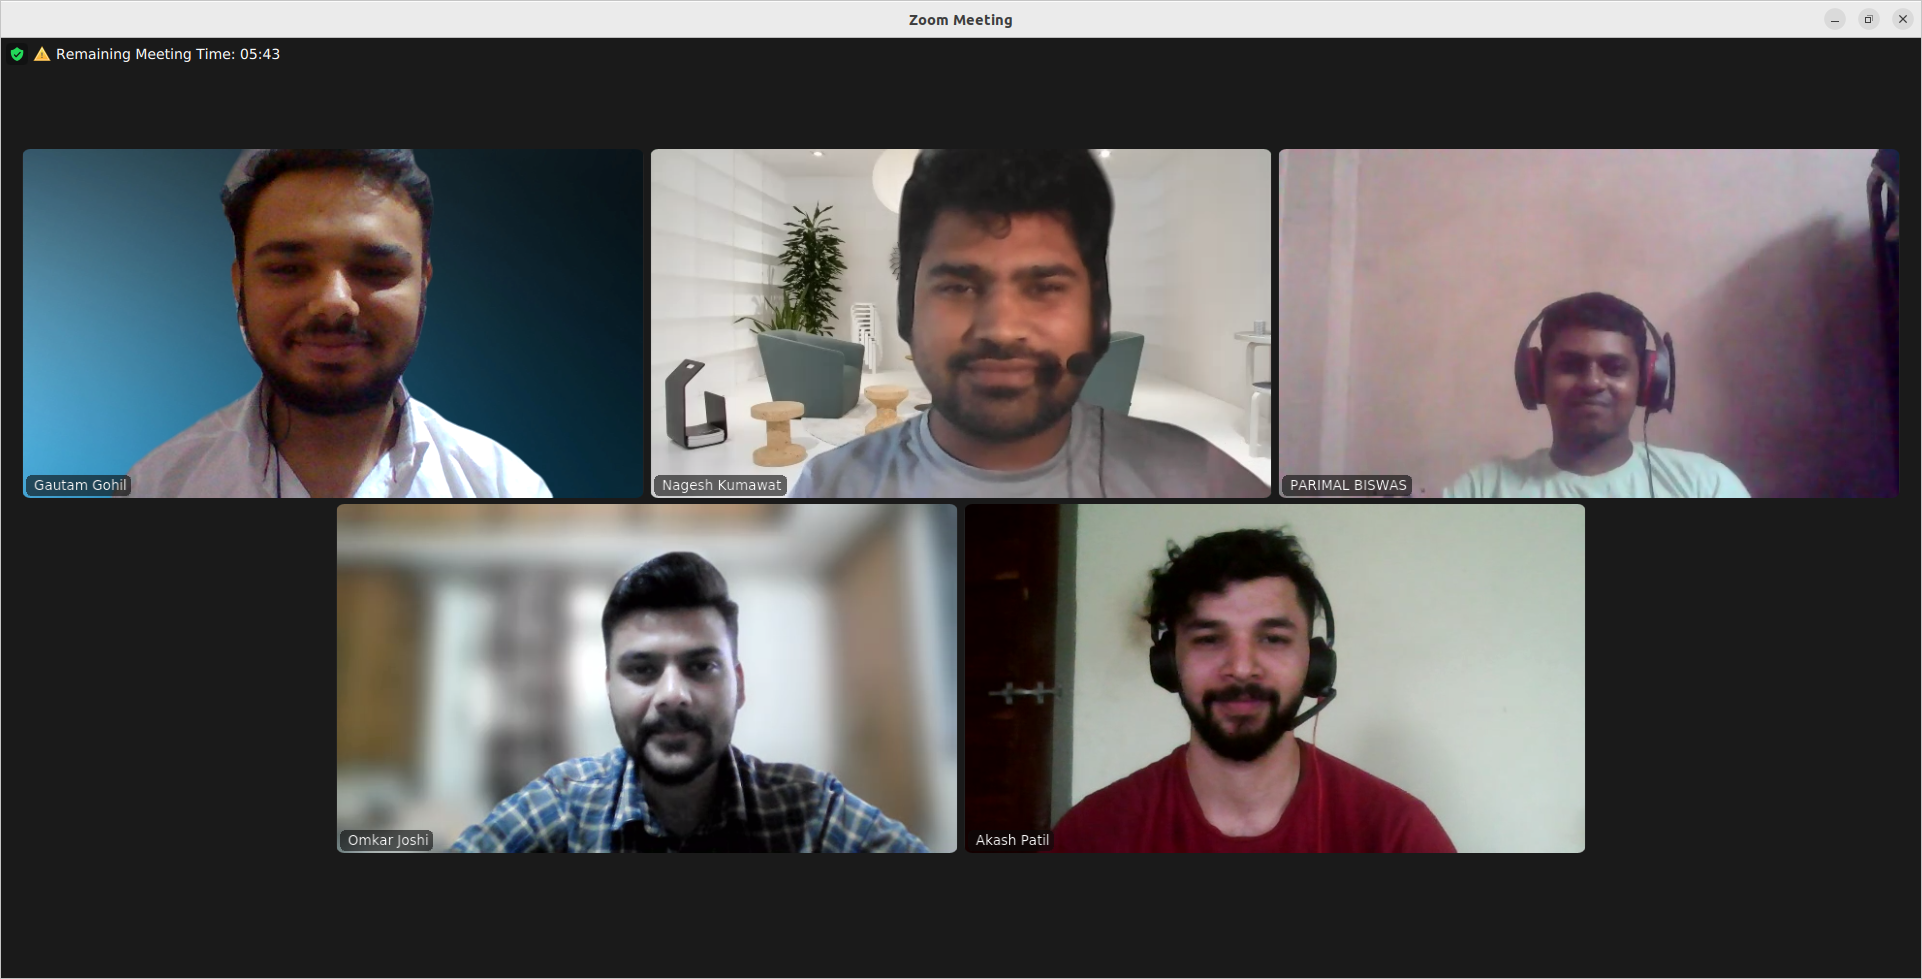 Zoom Meeting
Remaining Meeting Time: 05:43
Gautam Gohil
Nagesh Kumawat
PARIMAL BISWAS
Omkar Joshi
Akash Patil